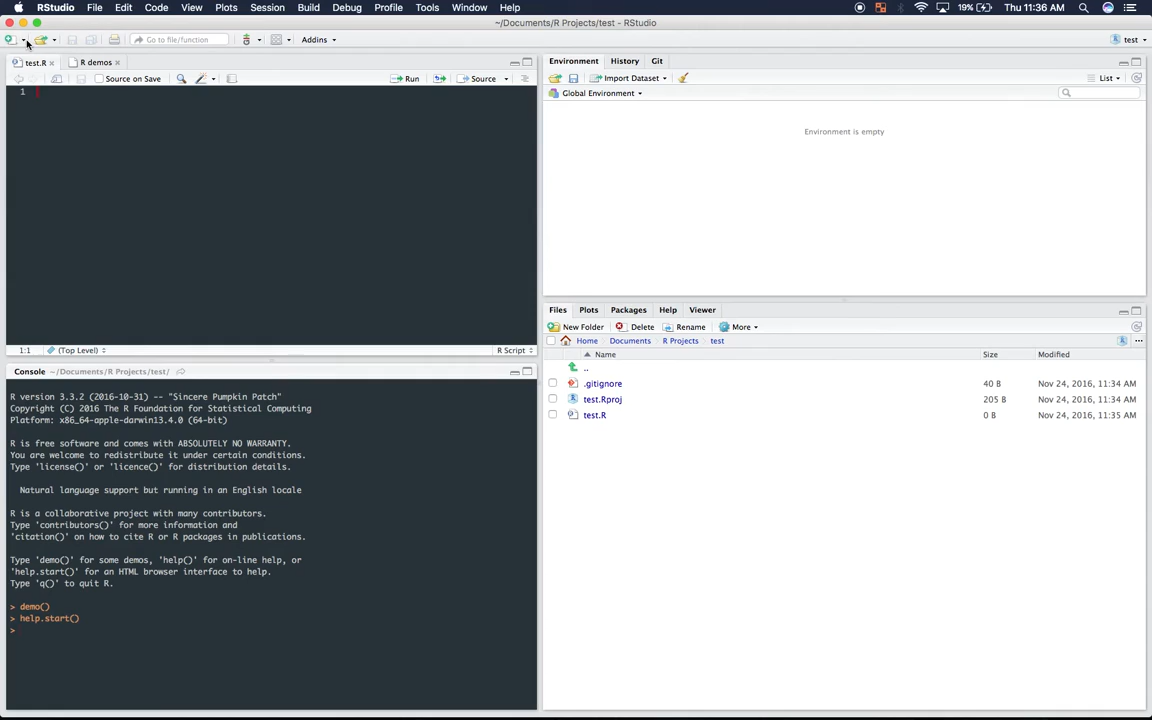 RStudio File Edit Code View Plots Session Build Debug Profile Tools Window Help 19% Thu 11:36 AM
~/Documents/R Projects/test - RStudio
Go to file/function Addins test
test.R R demos
Source on Save Run Source
1
1:1 (Top Level) R Script
Console ~/Documents/R Projects/test/
R version 3.3.2 (2016-10-31) -- "Sincere Pumpkin Patch"
Copyright (C) 2016 The R Foundation for Statistical Computing
Platform: x86_64-apple-darwin13.4.0 (64-bit)
R is free software and comes with ABSOLUTELY NO WARRANTY.
You are welcome to redistribute it under certain conditions.
Type 'license()' or 'licence()' for distribution details.
Natural language support but running in an English locale
R is a collaborative project with many contributors.
Type 'contributors()' for more information and
'citation()' on how to cite R or R packages in publications.
Type 'demo()' for some demos, 'help()' for on-line help, or
'help.start()' for an HTML browser interface to help.
Type 'q()' to quit R.
> demo()
> help.start()
>
Environment History Git
Import Dataset List
Global Environment
Environment is empty
Files Plots Packages Help Viewer
New Folder Delete Rename More
Home Documents R Projects test
Name Size Modified
..
.gitignore 40 B Nov 24, 2016, 11:34 AM
test.Rproj 205 B Nov 24, 2016, 11:34 AM
test.R 0 B Nov 24, 2016, 11:35 AM